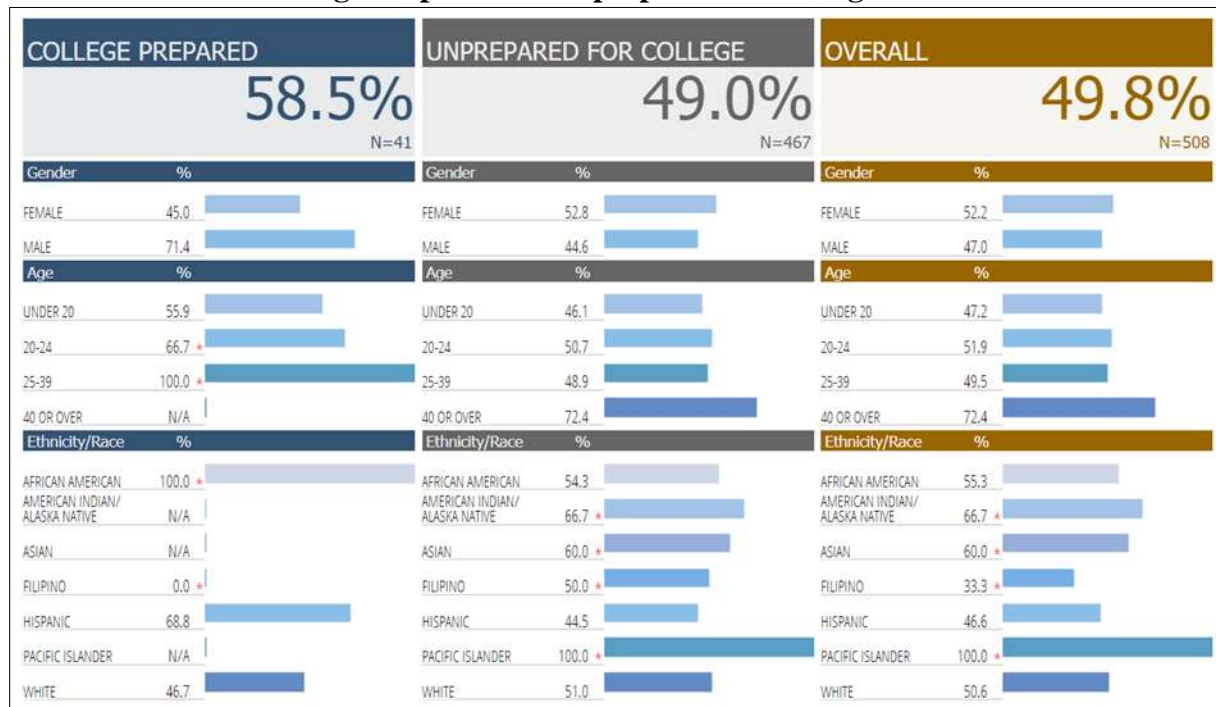 COLLEGE PREPARED UNPREPARED FOR COLLEGE OVERALL
58.5% 49.0% 49.8%
N=41 N=467 N=508
Gender % Gender % Gender %
FEMALE 45.0 FEMALE 52.8 FEMALE 52.2
MALE 71.4 MALE 44.6 MALE 47.0
Age % Age % Age %
UNDER 20 55.9 UNDER 20 46.1 UNDER 20 47.2
20-24 66.7 * 20-24 50.7 20-24 51.9
25-39 100.0 * 25-39 48.9 25-39 49.5
40 OR OVER N/A 40 OR OVER 72.4 40 OR OVER 72.4
Ethnicity/Race % Ethnicity/Race % Ethnicity/Race %
AFRICAN AMERICAN 100.0 * AFRICAN AMERICAN 54.3 AFRICAN AMERICAN 55.3
AMERICAN INDIAN/ AMERICAN INDIAN/ AMERICAN INDIAN/
ALASKA NATIVE N/A ALASKA NATIVE 66.7 * ALASKA NATIVE 66.7 *
ASIAN N/A ASIAN 60.0 * ASIAN 60.0 *
FILIPINO 0.0 * FILIPINO 50.0 * FILIPINO 33.3 *
HISPANIC 68.8 HISPANIC 44.5 HISPANIC 46.6
PACIFIC ISLANDER N/A PACIFIC ISLANDER 100.0 * PACIFIC ISLANDER 100.0 *
WHITE 46.7 WHITE 51.0 WHITE 50.6